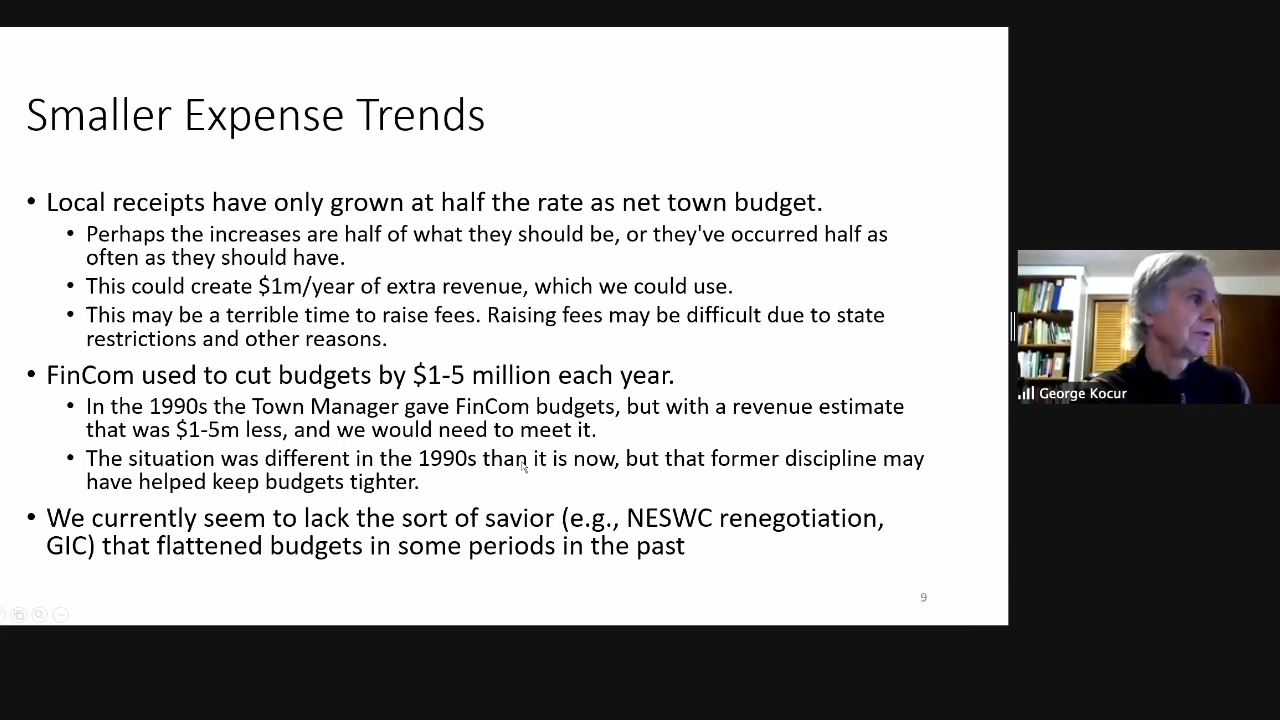 Smaller Expense Trends
• Local receipts have only grown at half the rate as net town budget.
• Perhaps the increases are half of what they should be, or they've occurred half as
often as they should have.
• This could create $1m/year of extra revenue, which we could use.
• This may be a terrible time to raise fees. Raising fees may be difficult due to state
restrictions and other reasons.
• FinCom used to cut budgets by $1-5 million each year.
• In the 1990s the Town Manager gave FinCom budgets, but with a revenue estimate
that was $1-5m less, and we would need to meet it.
• The situation was different in the 1990s than it is now, but that former discipline may
have helped keep budgets tighter.
• We currently seem to lack the sort of savior (e.g., NESWC renegotiation,
GIC) that flattened budgets in some periods in the past
9
George Kocur